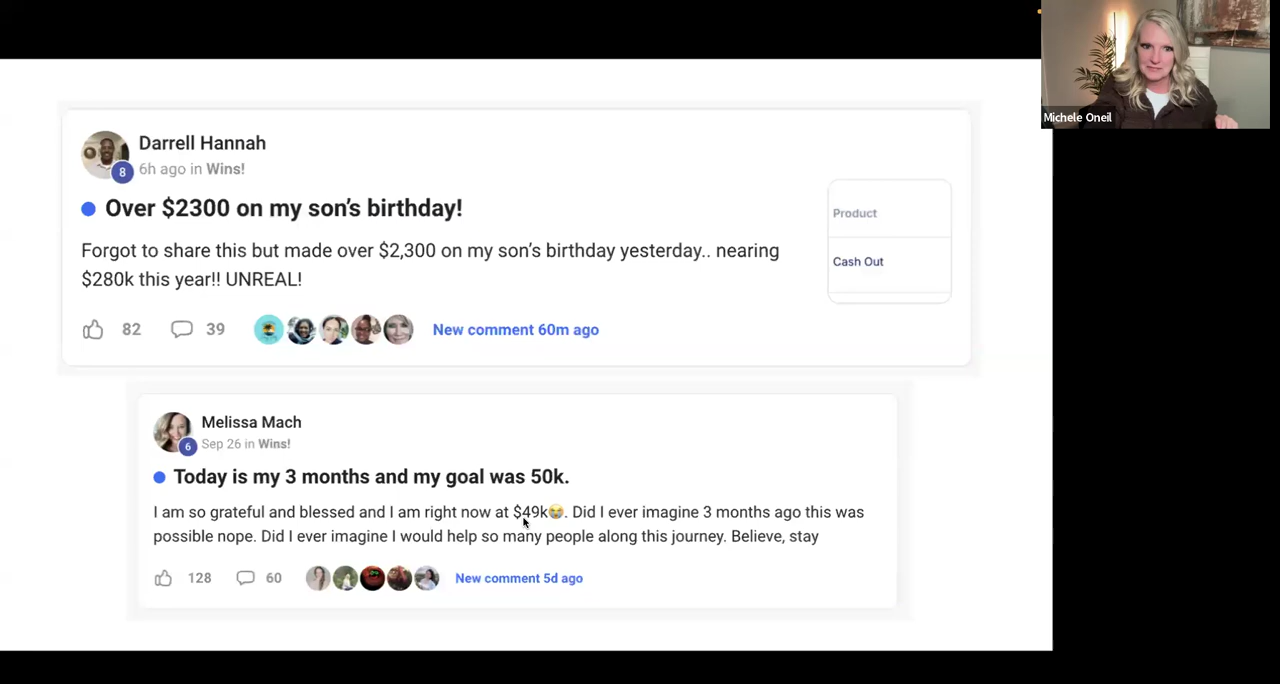 Michele Oneil
Darrell Hannah
8
6h ago in Wins!
Over $2300 on my son's birthday!
Forgot to share this but made over $2,300 on my son's birthday yesterday.. nearing
$280k this year!! UNREAL!
Product
Cash Out
82 39 New comment 60m ago
Melissa Mach
6
Sep 26 in Wins!
Today is my 3 months and my goal was 50k.
I am so grateful and blessed and I am right now at $49k😭. Did I ever imagine 3 months ago this was
possible nope. Did I ever imagine I would help so many people along this journey. Believe, stay
128 60 New comment 5d ago